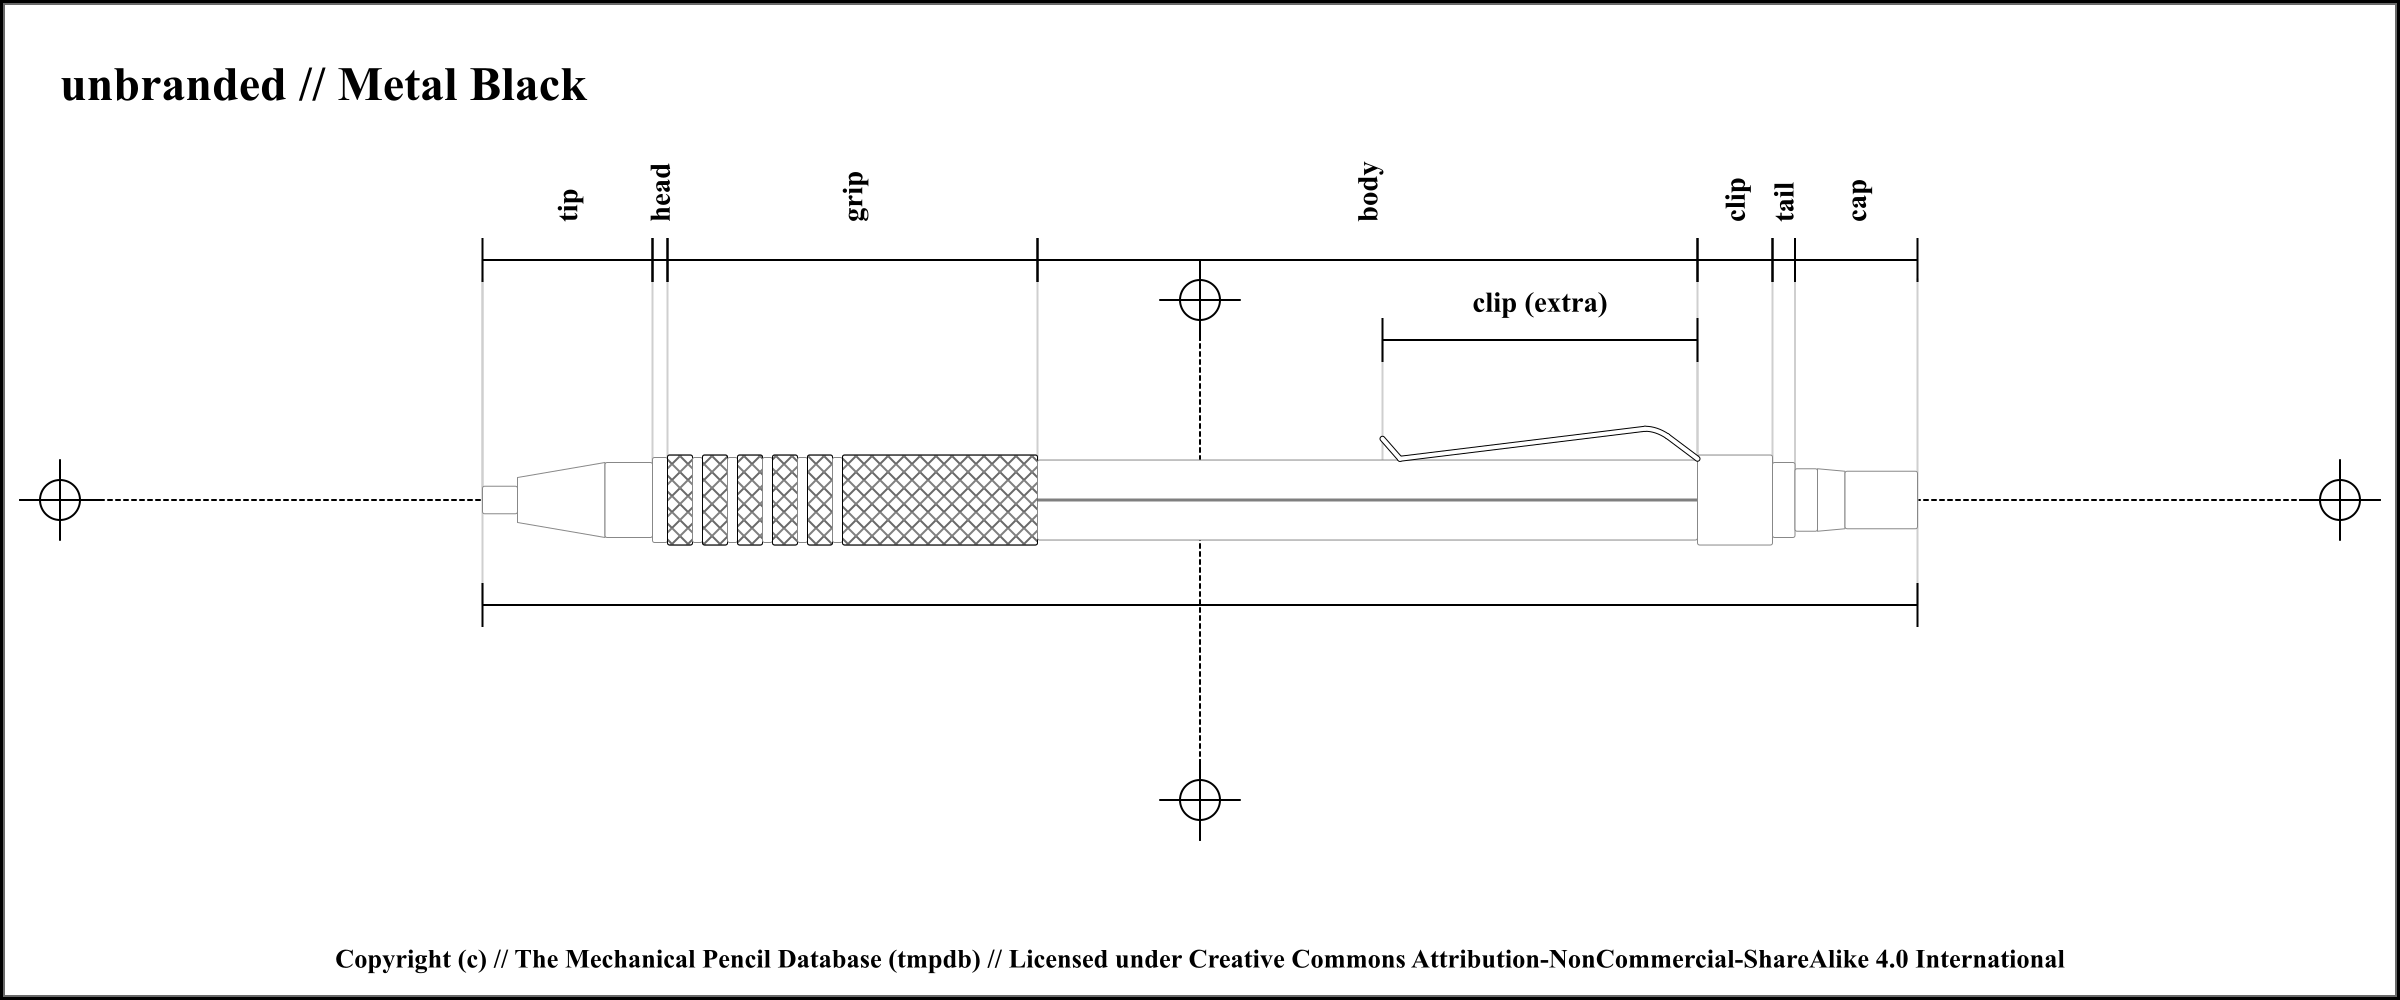 unbranded // Metal Black
tip
head
grip
body
clip
tail
cap
clip (extra)
Copyright (c) // The Mechanical Pencil Database (tmpdb) // Licensed under Creative Commons Attribution-NonCommercial-ShareAlike 4.0 International